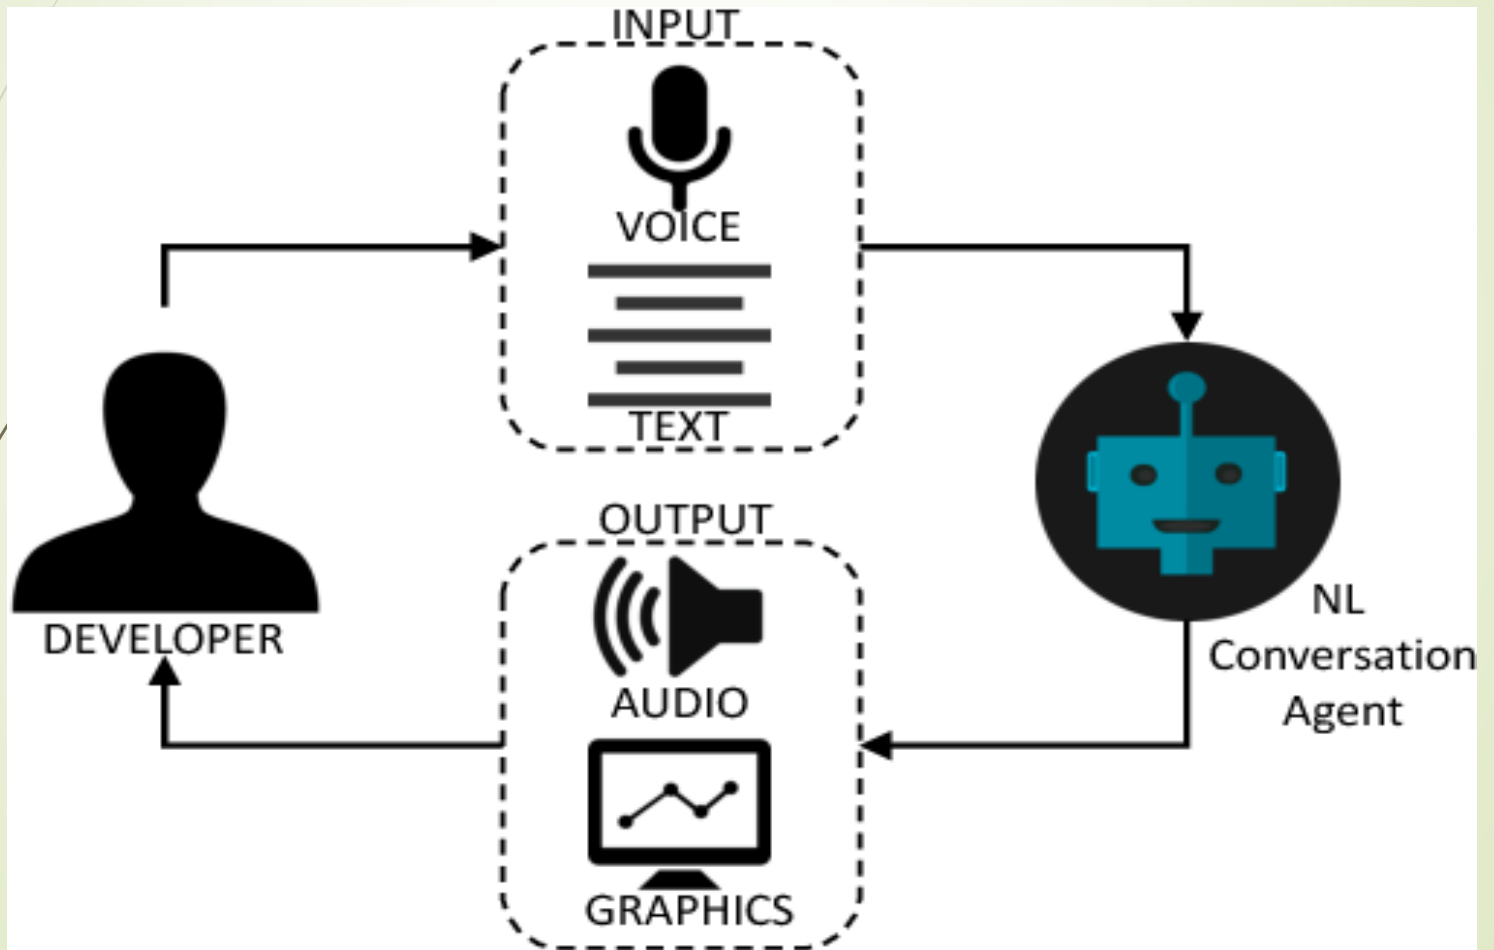 INPUT
VOICE
TEXT
DEVELOPER
OUTPUT
AUDIO
GRAPHICS
NL
Conversation
Agent